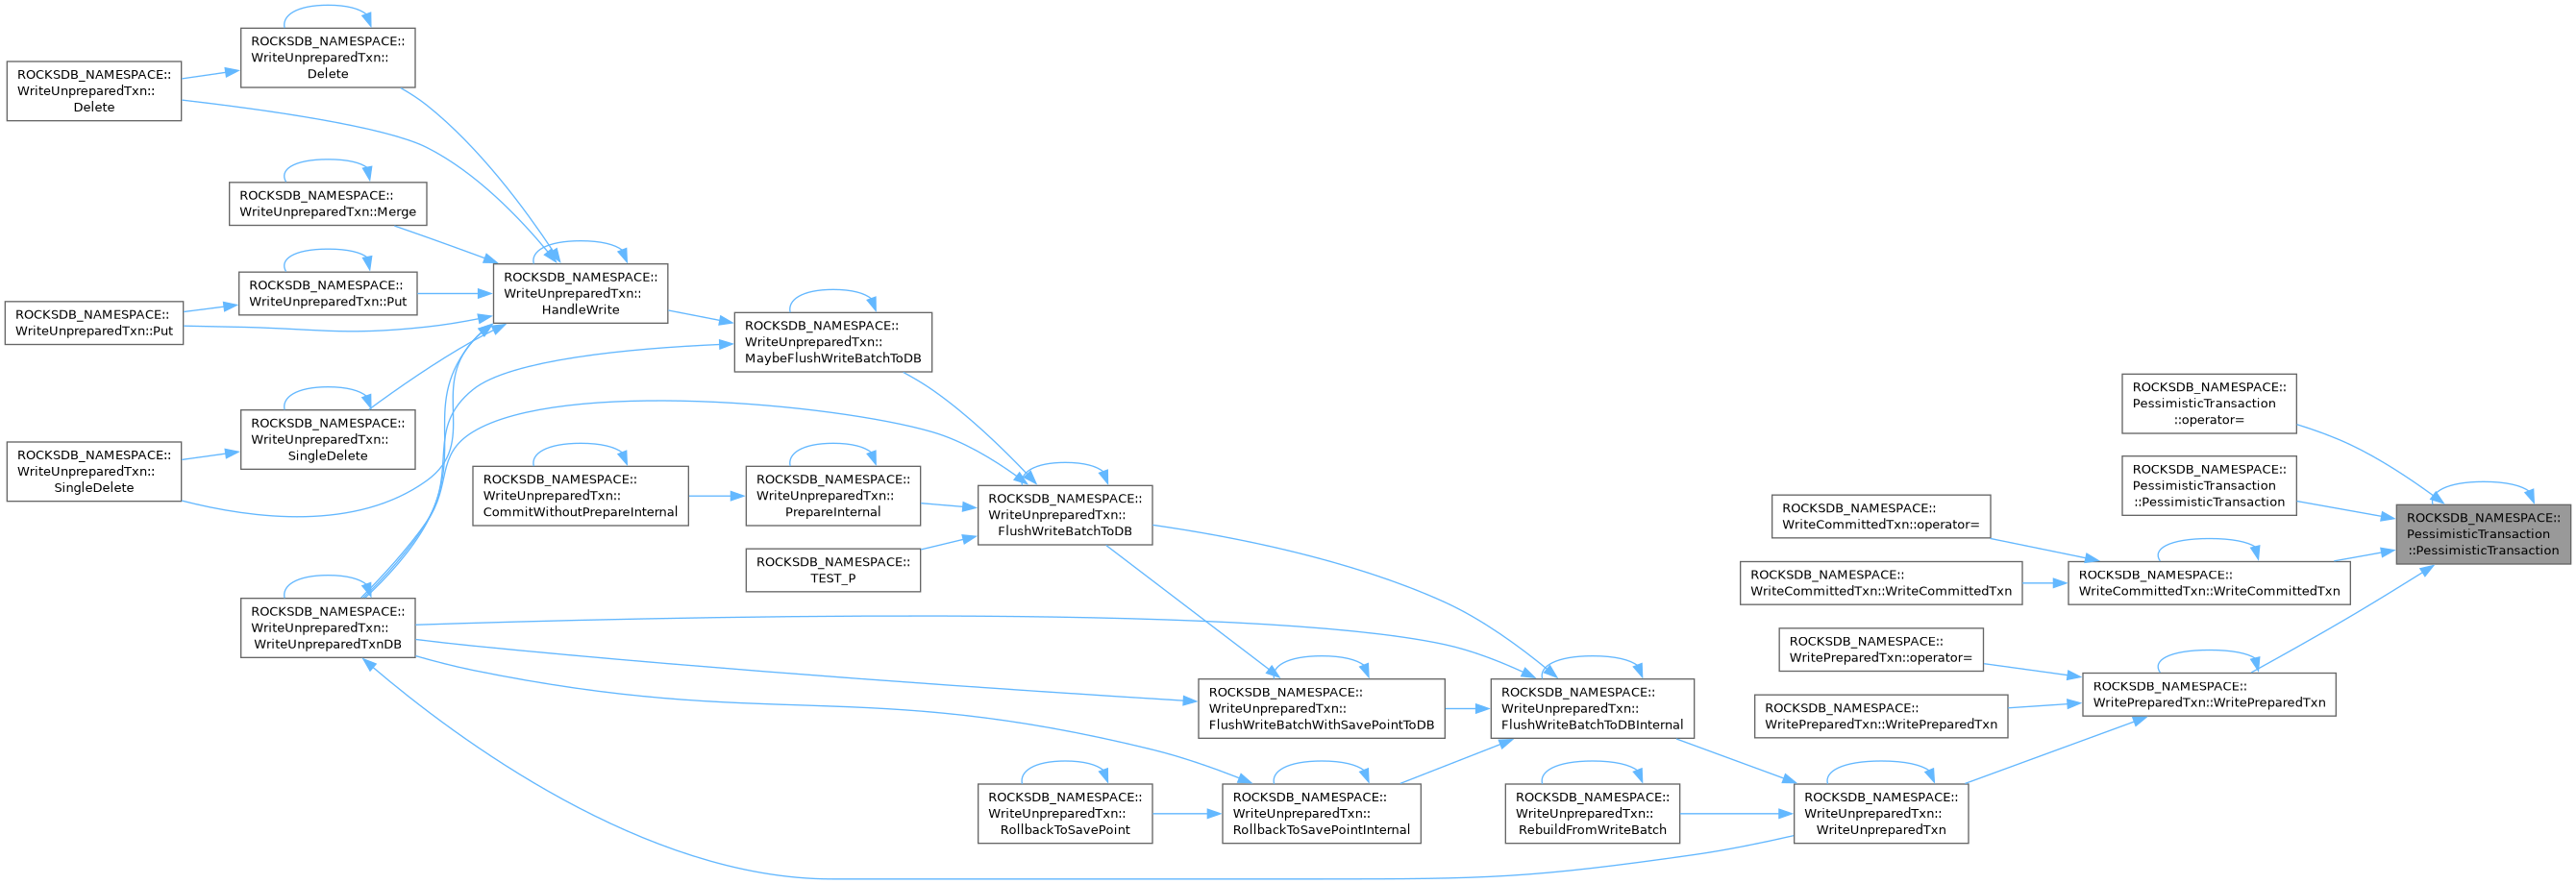 ROCKSDB_NAMESPACE::
WriteUnpreparedTxn::
Delete
ROCKSDB_NAMESPACE::
WriteUnpreparedTxn::
Delete
ROCKSDB_NAMESPACE::
WriteUnpreparedTxn::Merge
ROCKSDB_NAMESPACE::
WriteUnpreparedTxn::Put
ROCKSDB_NAMESPACE::
WriteUnpreparedTxn::Put
ROCKSDB_NAMESPACE::
WriteUnpreparedTxn::
SingleDelete
ROCKSDB_NAMESPACE::
WriteUnpreparedTxn::
SingleDelete
ROCKSDB_NAMESPACE::
WriteUnpreparedTxn::
WriteUnpreparedTxnDB
ROCKSDB_NAMESPACE::
WriteUnpreparedTxn::
HandleWrite
ROCKSDB_NAMESPACE::
WriteUnpreparedTxn::
CommitWithoutPrepareInternal
ROCKSDB_NAMESPACE::
WriteUnpreparedTxn::
MaybeFlushWriteBatchToDB
ROCKSDB_NAMESPACE::
WriteUnpreparedTxn::
PrepareInternal
ROCKSDB_NAMESPACE::
TEST_P
ROCKSDB_NAMESPACE::
WriteUnpreparedTxn::
FlushWriteBatchToDB
ROCKSDB_NAMESPACE::
WriteUnpreparedTxn::
RollbackToSavePoint
ROCKSDB_NAMESPACE::
WriteUnpreparedTxn::
FlushWriteBatchWithSavePointToDB
ROCKSDB_NAMESPACE::
WriteUnpreparedTxn::
RollbackToSavePointInternal
ROCKSDB_NAMESPACE::
WriteUnpreparedTxn::
FlushWriteBatchToDBInternal
ROCKSDB_NAMESPACE::
WriteUnpreparedTxn::
RebuildFromWriteBatch
ROCKSDB_NAMESPACE::
WriteCommittedTxn::operator=
ROCKSDB_NAMESPACE::
WriteCommittedTxn::WriteCommittedTxn
ROCKSDB_NAMESPACE::
WritePreparedTxn::operator=
ROCKSDB_NAMESPACE::
WritePreparedTxn::WritePreparedTxn
ROCKSDB_NAMESPACE::
WriteUnpreparedTxn::
WriteUnpreparedTxn
ROCKSDB_NAMESPACE::
PessimisticTransaction
::operator=
ROCKSDB_NAMESPACE::
PessimisticTransaction
::PessimisticTransaction
ROCKSDB_NAMESPACE::
WriteCommittedTxn::WriteCommittedTxn
ROCKSDB_NAMESPACE::
WritePreparedTxn::WritePreparedTxn
ROCKSDB_NAMESPACE::
PessimisticTransaction
::PessimisticTransaction